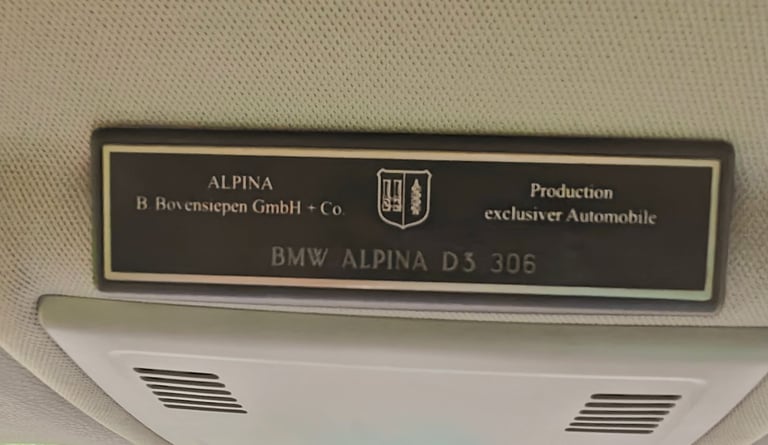 ALPINA
B. Bovensiepen GmbH + Co.
Production
exclusiver Automobile
BMW ALPINA D3 306